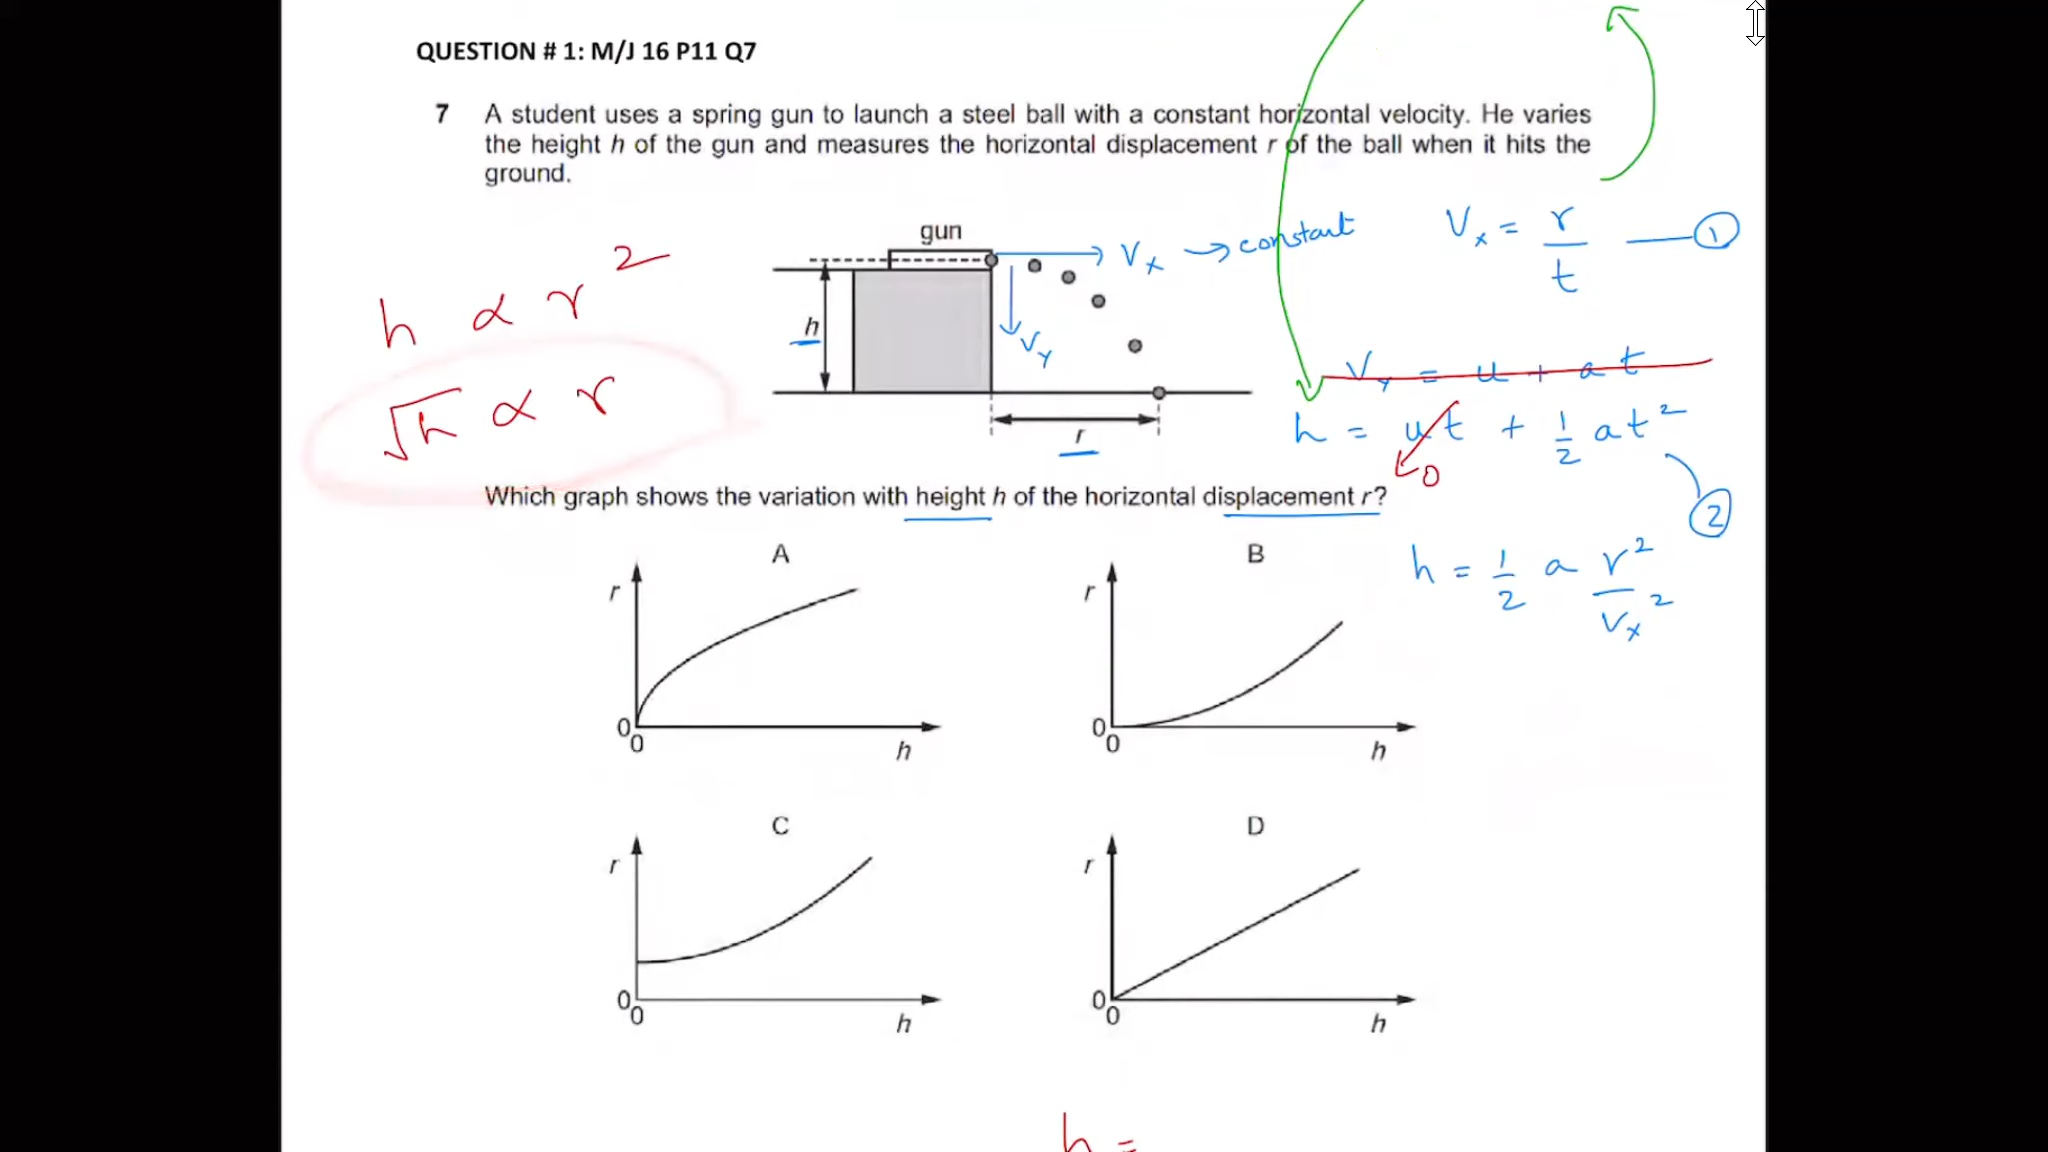 QUESTION # 1: M/J 16 P11 Q7
7 A student uses a spring gun to launch a steel ball with a constant horizontal velocity. He varies
the height h of the gun and measures the horizontal displacement r of the ball when it hits the
ground.
gun
h
r
Vx → constant
Vy
Vx = r/t — ①
Vy = u + at
h = ut + 1/2 at²
0
②
h = 1/2 a r²/Vx²
h ∝ r²
√h ∝ r
Which graph shows the variation with height h of the horizontal displacement r?
A
r
0
0
h
B
r
0
0
h
C
r
0
0
h
D
r
0
0
h
h =